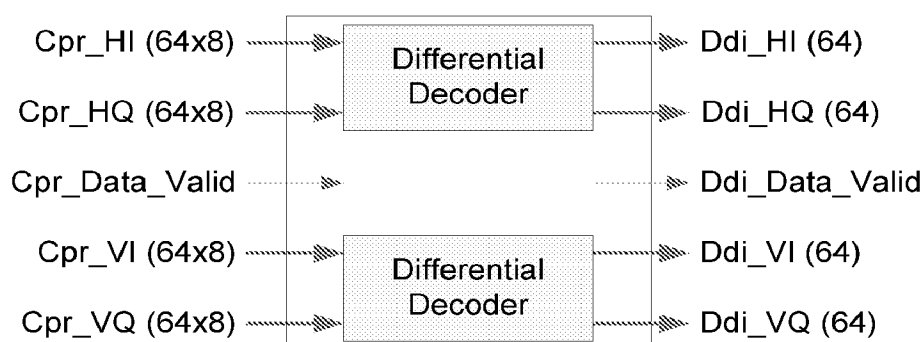 Cpr_HI (64x8)
Differential
Decoder
Ddi_HI (64)
Cpr_HQ (64x8)
Ddi_HQ (64)
Cpr_Data_Valid
Ddi_Data_Valid
Cpr_VI (64x8)
Differential
Decoder
Ddi_VI (64)
Cpr_VQ (64x8)
Ddi_VQ (64)